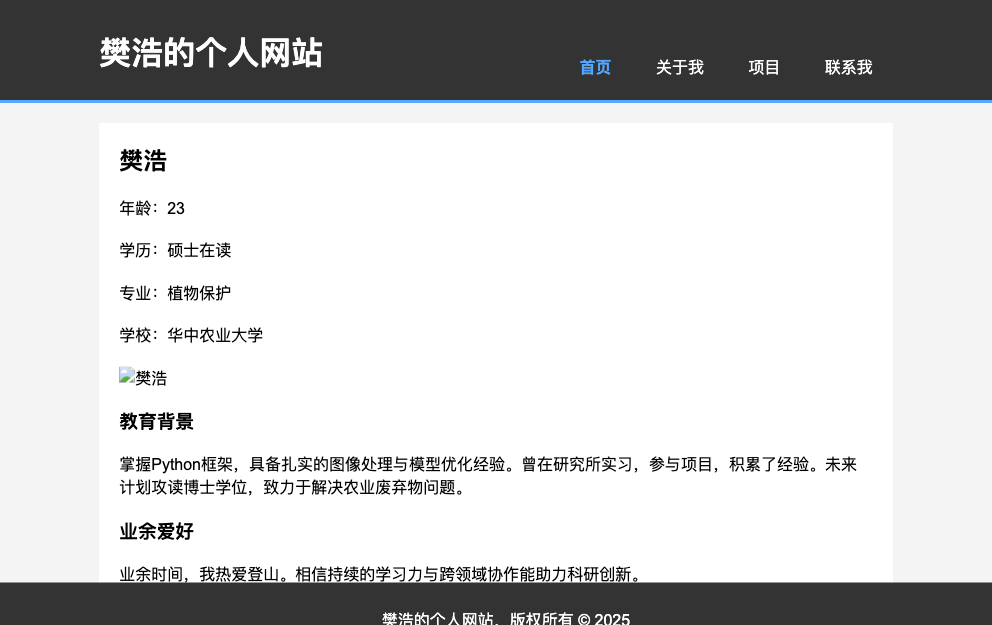 樊浩的个人网站
首页 关于我 项目 联系我
樊浩
年龄：23
学历：硕士在读
专业：植物保护
学校：华中农业大学
樊浩
教育背景
掌握Python框架，具备扎实的图像处理与模型优化经验。曾在研究所实习，参与项目，积累了经验。未来
计划攻读博士学位，致力于解决农业废弃物问题。
业余爱好
业余时间，我热爱登山。相信持续的学习力与跨领域协作能助力科研创新。
樊浩的个人网站，版权所有 © 2025